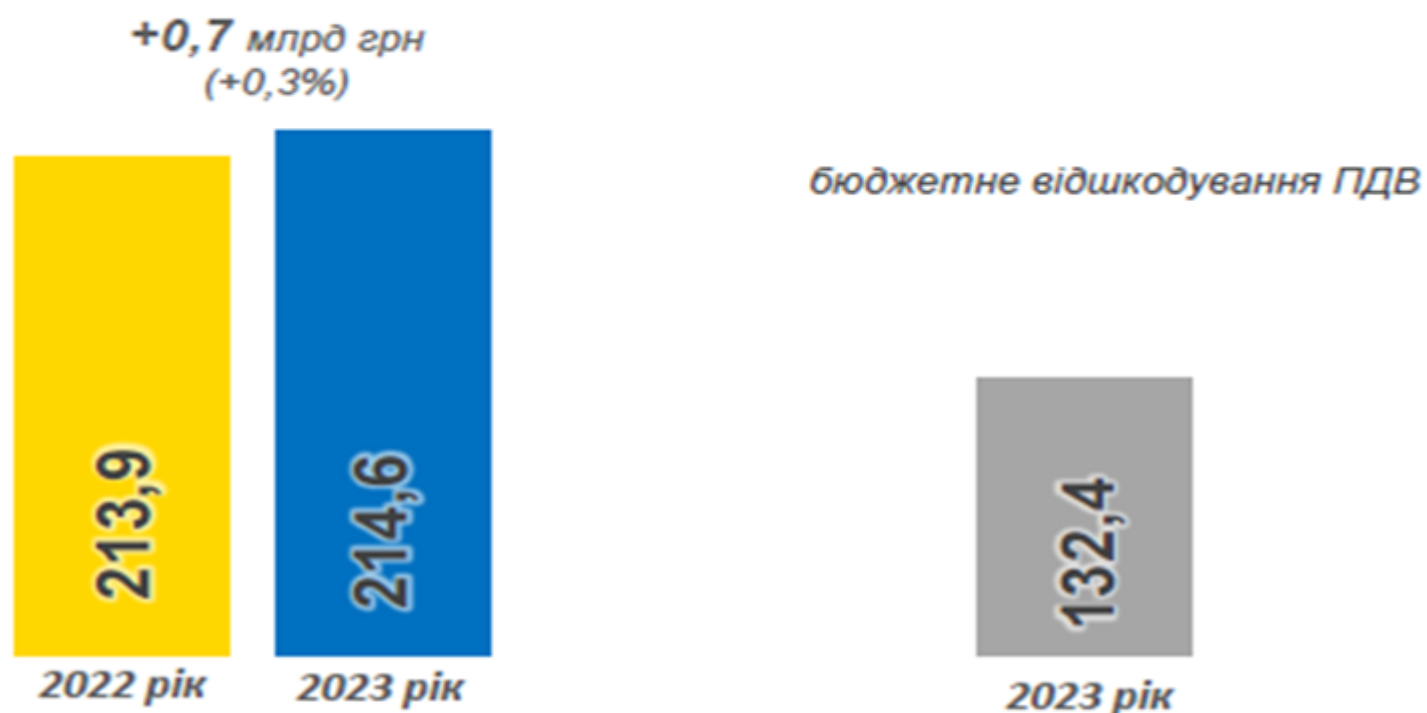 +0,7 млрд грн
(+0,3%)
бюджетне відшкодування ПДВ
213,9
214,6
132,4
2022 рік
2023 рік
2023 рік